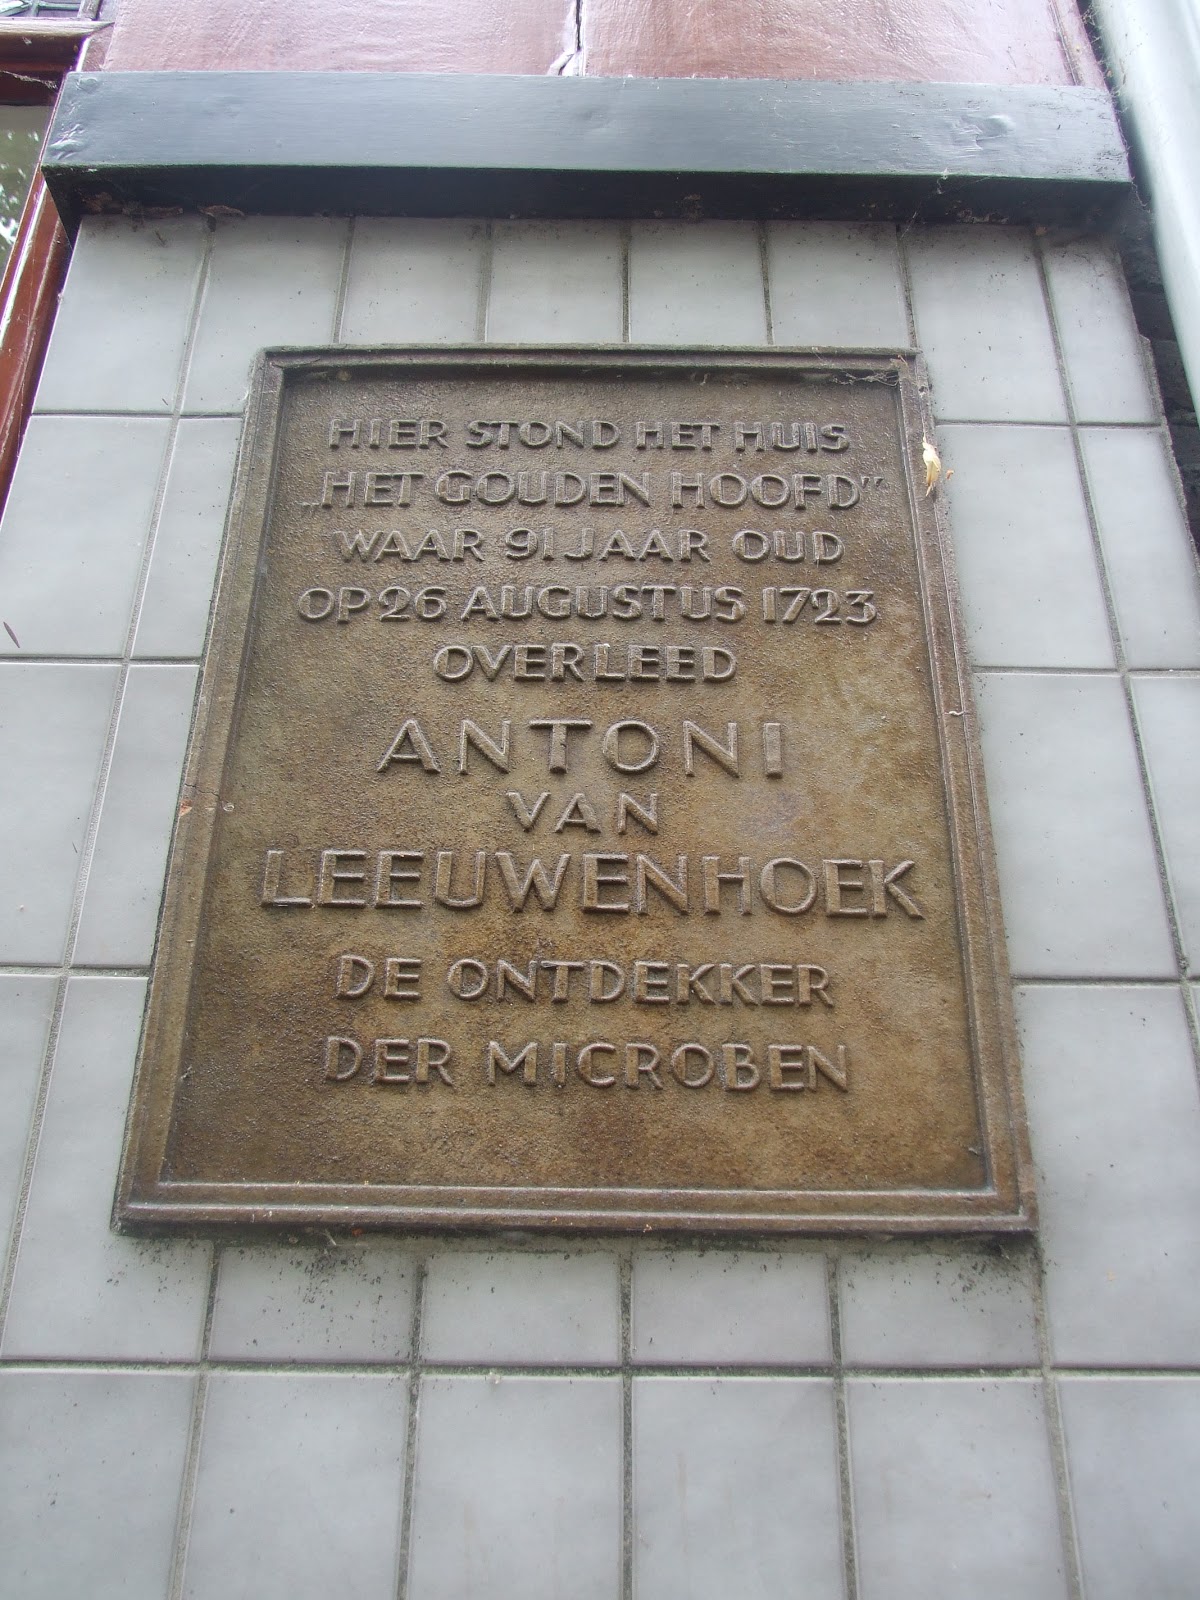 HIER STOND HET HUIS
„HET GOUDEN HOOFD”
WAAR 91 JAAR OUD
OP 26 AUGUSTUS 1723
OVERLEED
ANTONI
VAN
LEEUWENHOEK
DE ONTDEKKER
DER MICROBEN